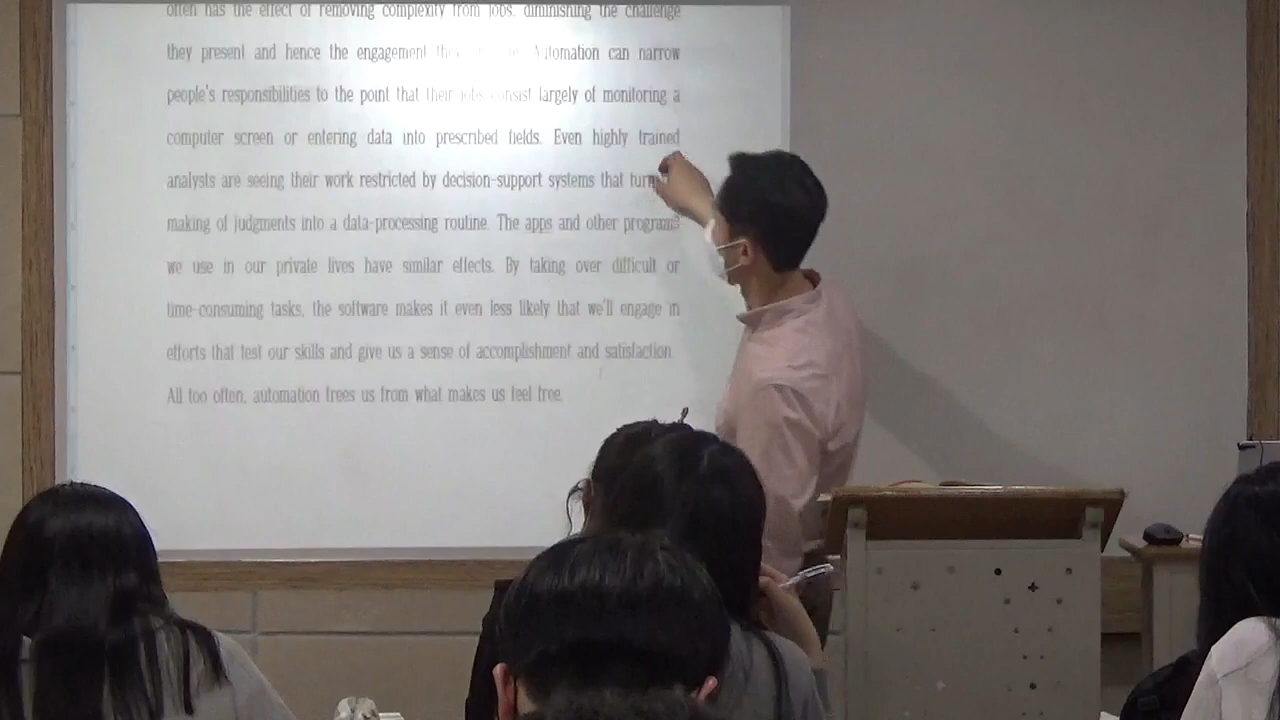 often has the effect of removing complexity from jobs, diminishing the challenge
they present and hence the engagement Automation can narrow
people's responsibilities to the point that their jobs consist largely of monitoring a
computer screen or entering data into prescribed fields. Even highly trained
analysts are seeing their work restricted by decision-support systems that turn
making of judgments into a data-processing routine. The apps and other programs
we use in our private lives have similar effects. By taking over difficult or
time-consuming tasks, the software makes it even less likely that we'll engage in
efforts that test our skills and give us a sense of accomplishment and satisfaction.
All too often, automation frees us from what makes us feel free.